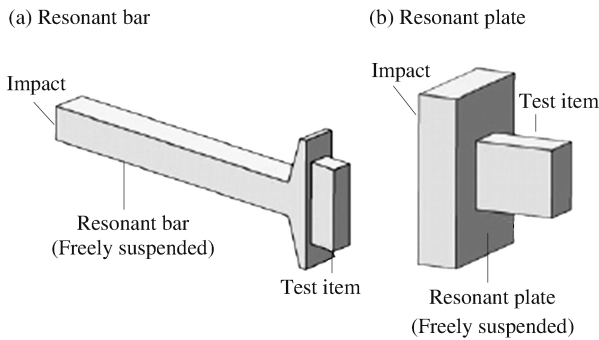 (a) Resonant bar
Impact
Resonant bar
(Freely suspended)
Test item
(b) Resonant plate
Impact
Test item
Resonant plate
(Freely suspended)